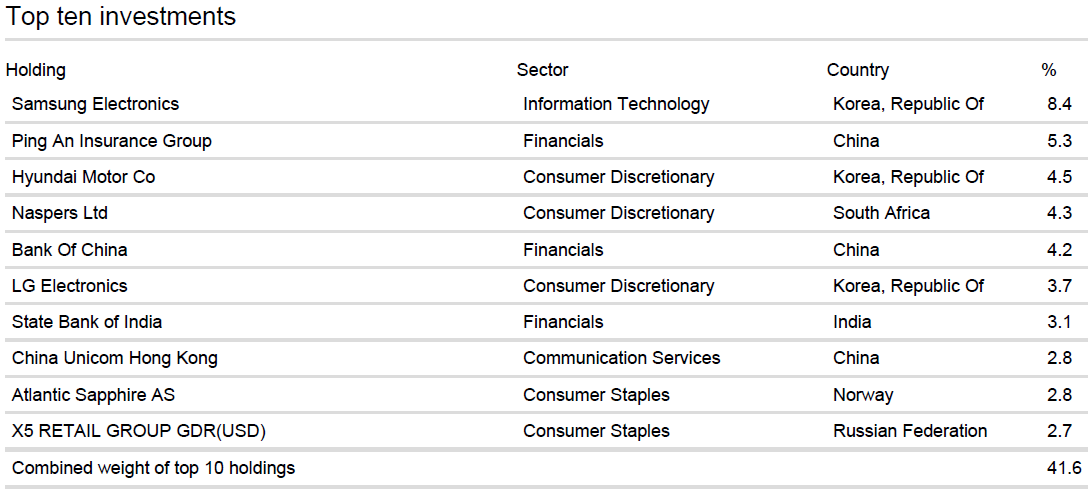 Top ten investments
Holding Sector Country %
Samsung Electronics Information Technology Korea, Republic Of 8.4
Ping An Insurance Group Financials China 5.3
Hyundai Motor Co Consumer Discretionary Korea, Republic Of 4.5
Naspers Ltd Consumer Discretionary South Africa 4.3
Bank Of China Financials China 4.2
LG Electronics Consumer Discretionary Korea, Republic Of 3.7
State Bank of India Financials India 3.1
China Unicom Hong Kong Communication Services China 2.8
Atlantic Sapphire AS Consumer Staples Norway 2.8
X5 RETAIL GROUP GDR(USD) Consumer Staples Russian Federation 2.7
Combined weight of top 10 holdings 41.6